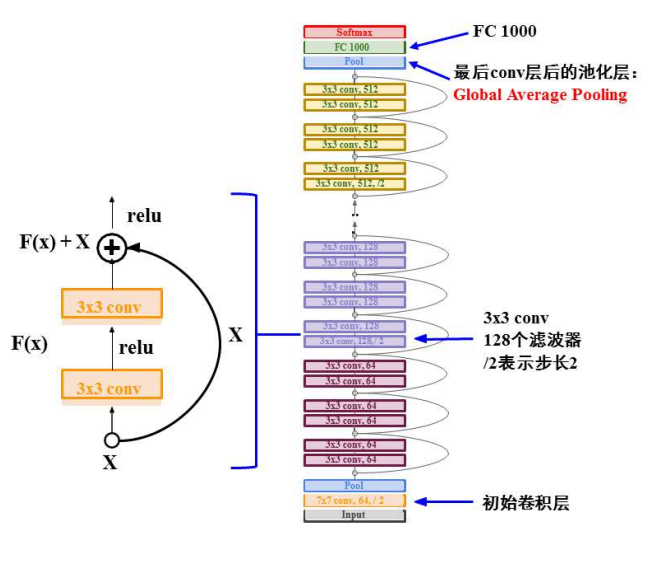 Softmax
FC 1000
Pool
FC 1000
最后conv层后的池化层：
Global Average Pooling
3x3 conv, 512
3x3 conv, 512
3x3 conv, 512
3x3 conv, 512
3x3 conv, 512
3x3 conv, 512, /2
3x3 conv, 128
3x3 conv, 128
3x3 conv, 128
3x3 conv, 128
3x3 conv, 128
3x3 conv, 128, / 2
3x3 conv, 64
3x3 conv, 64
3x3 conv, 64
3x3 conv, 64
3x3 conv, 64
3x3 conv, 64
Pool
7x7 conv, 64, / 2
Input
relu
F(x) + X
3x3 conv
F(x)
relu
3x3 conv
X
X
3x3 conv
128个滤波器
/2表示步长2
初始卷积层